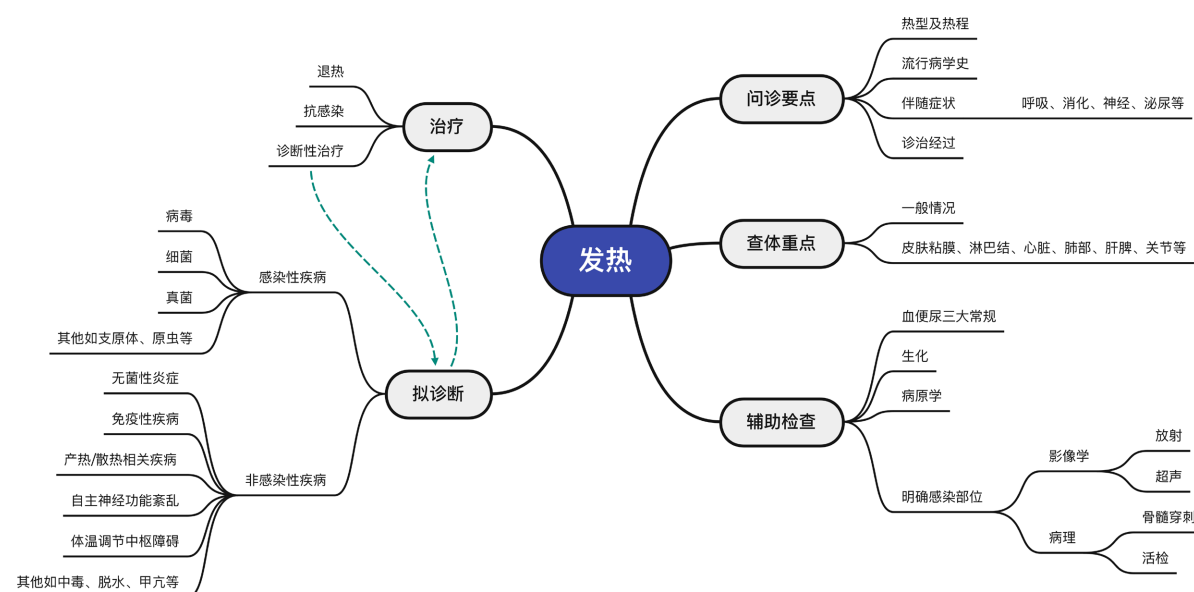 发热
问诊要点
热型及热程
流行病学史
伴随症状
呼吸、消化、神经、泌尿等
诊治经过
查体重点
一般情况
皮肤粘膜、淋巴结、心脏、肺部、肝脾、关节等
辅助检查
血便尿三大常规
生化
病原学
明确感染部位
影像学
放射
超声
病理
骨髓穿刺
活检
治疗
退热
抗感染
诊断性治疗
拟诊断
感染性疾病
病毒
细菌
真菌
其他如支原体、原虫等
非感染性疾病
无菌性炎症
免疫性疾病
产热/散热相关疾病
自主神经功能紊乱
体温调节中枢障碍
其他如中毒、脱水、甲亢等